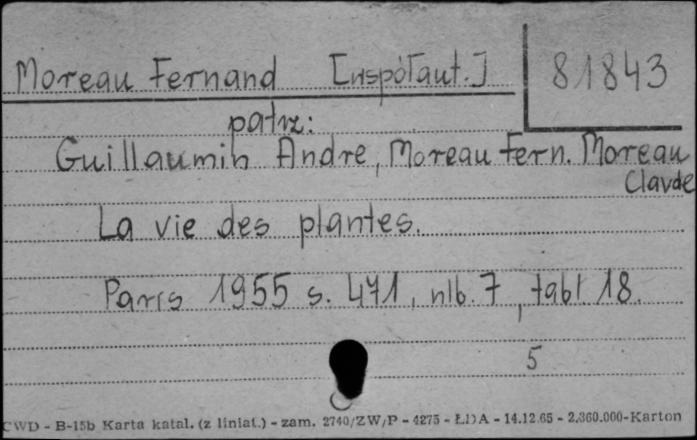 Moreau Fernand [współaut.] 81843
patrz:
Guillaumin Andre, Moreau Fern. Moreau
Claude
La vie des plantes.
Paris 1955 s. 471, nlb. 7, tabl 18.
5
CWD - B-15b Karta katal. (z liniat.) - zam. 2740/ZW/P - 4275 - ŁDA - 14.12.65 - 2.360.000-Karton